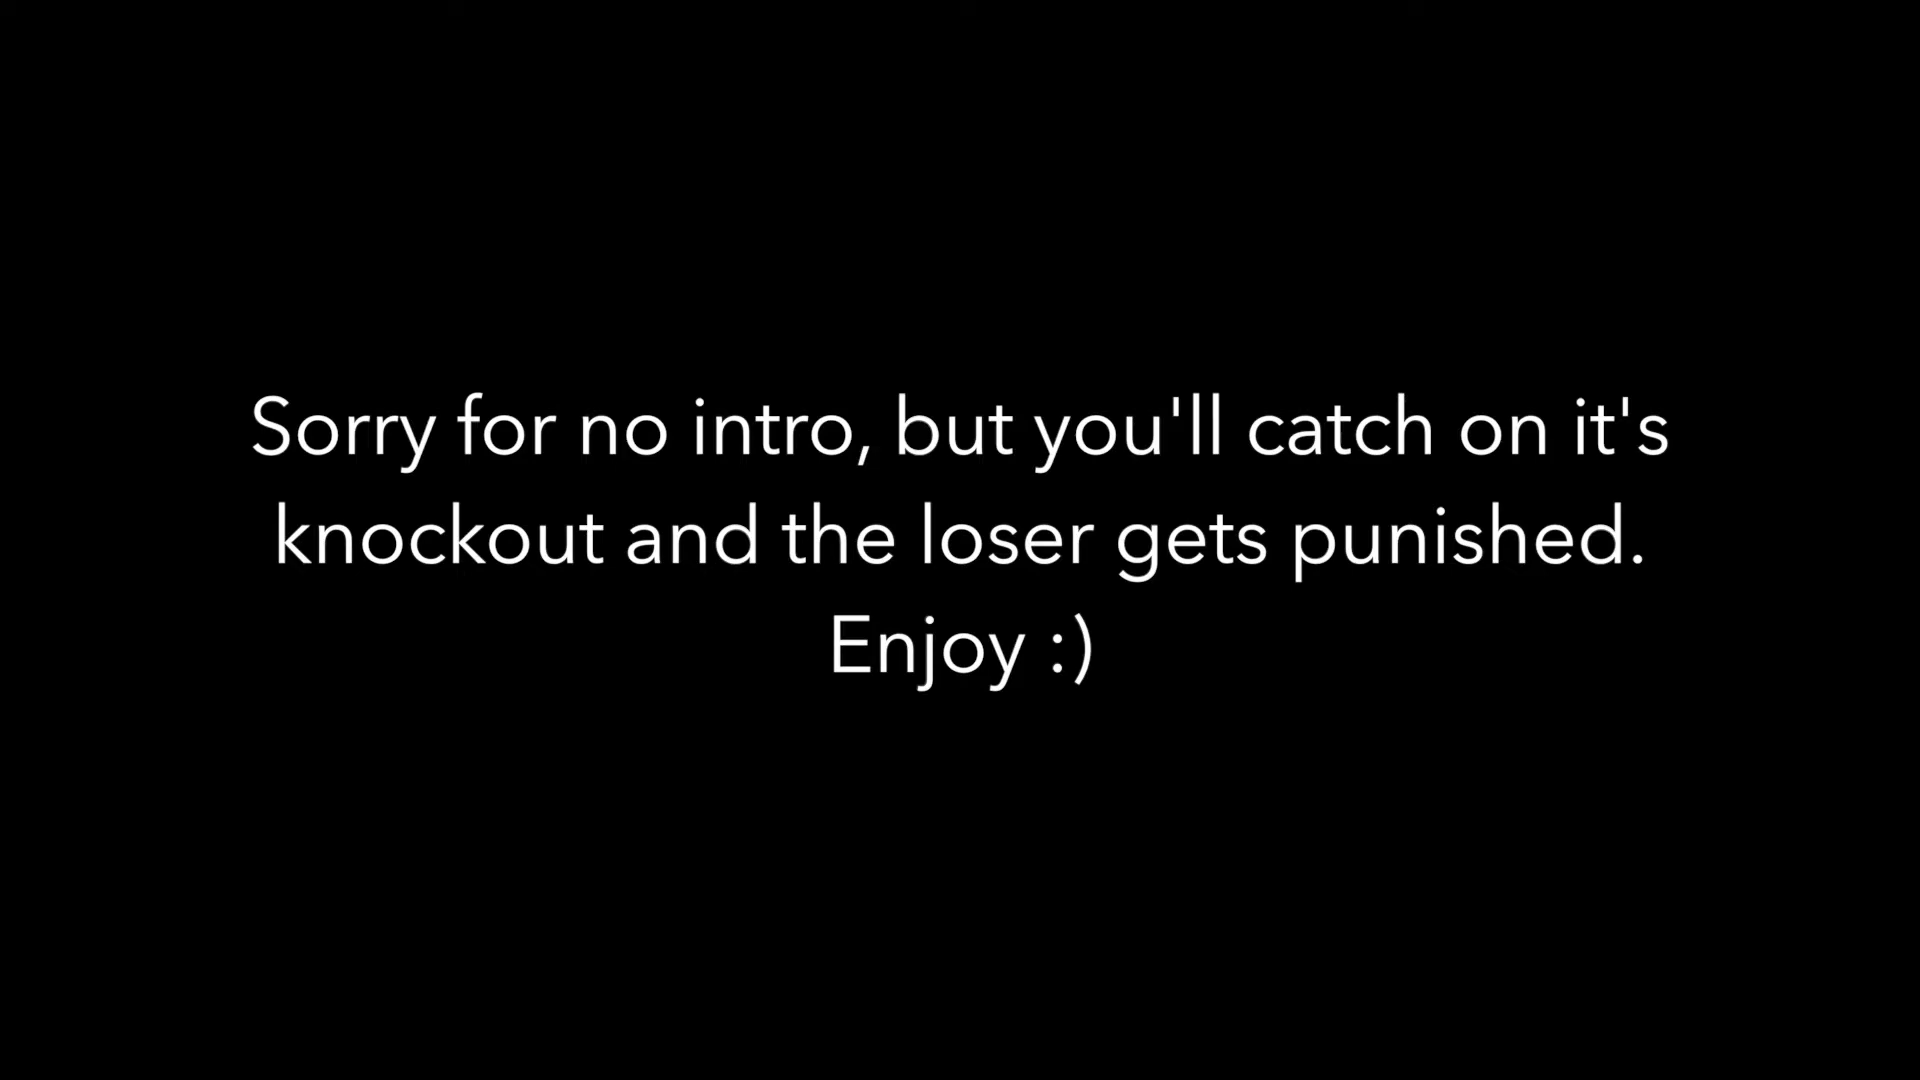 Sorry for no intro, but you'll catch on it's
knockout and the loser gets punished.
Enjoy :)